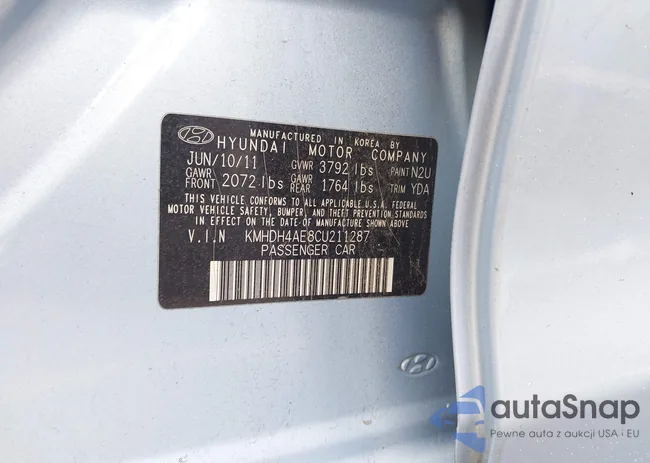 MANUFACTURED IN KOREA BY
HYUNDAI MOTOR COMPANY
JUN/10/11 GVWR 3792 lbs PAINT N2U
GAWR FRONT 2072 lbs GAWR REAR 1764 lbs TRIM YDA
THIS VEHICLE CONFORMS TO ALL APPLICABLE U.S.A. FEDERAL
MOTOR VEHICLE SAFETY, BUMPER, AND THEFT PREVENTION STANDARDS
IN EFFECT ON THE DATE OF MANUFACTURE SHOWN ABOVE.
V.I.N KMHDH4AE8CU211287
PASSENGER CAR
autaSnap
Pewne auta z aukcji USA i EU